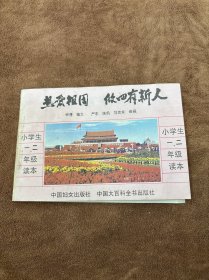 热爱祖国 做四有新人
小学生
一、二
年级
读本
小学生
一、二
年级
读本
中国妇女出版社 中国大百科全书出版社